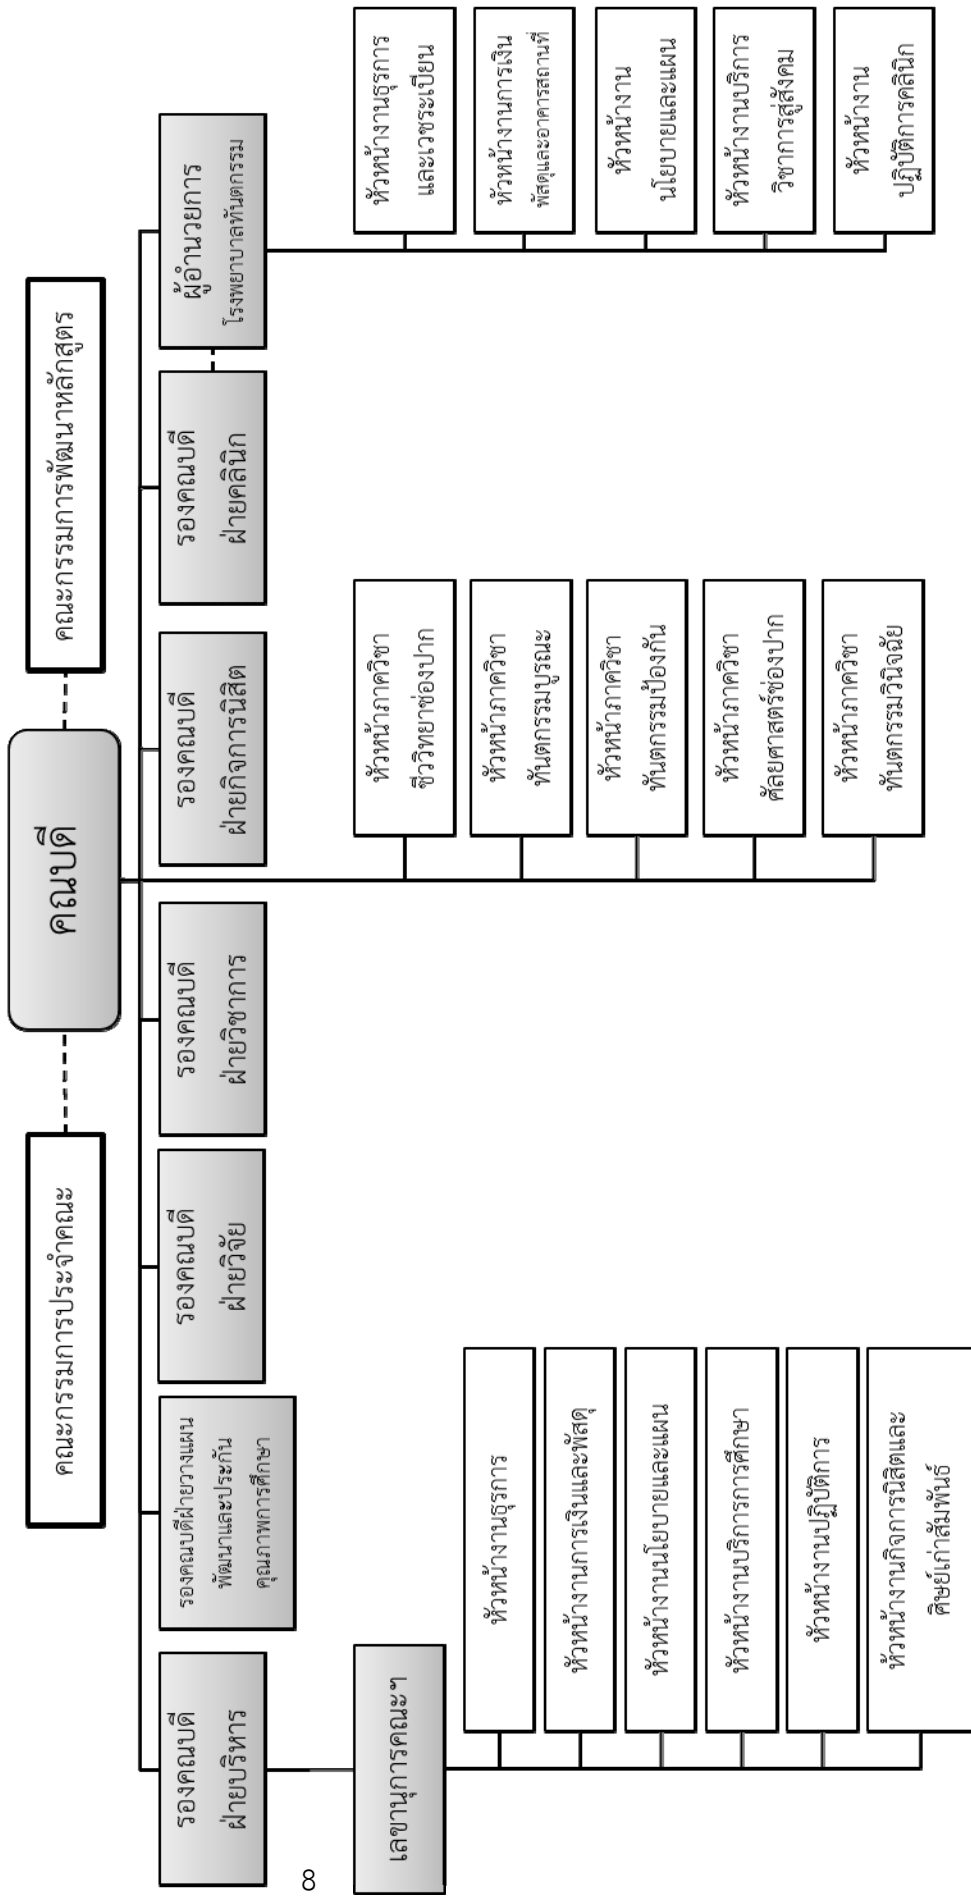 คณบดี
คณะกรรมการประจำคณะ
คณะกรรมการพัฒนาหลักสูตร
รองคณบดี
ฝ่ายบริหาร
รองคณบดีฝ่ายวางแผน
พัฒนาและประกัน
คุณภาพการศึกษา
รองคณบดี
ฝ่ายวิจัย
รองคณบดี
ฝ่ายวิชาการ
รองคณบดี
ฝ่ายกิจการนิสิต
รองคณบดี
ฝ่ายคลินิก
ผู้อำนวยการ
โรงพยาบาลทันตกรรม
เลขานุการคณะฯ
หัวหน้างานธุรการ
หัวหน้างานการเงินและพัสดุ
หัวหน้างานนโยบายและแผน
หัวหน้างานบริการการศึกษา
หัวหน้างานปฏิบัติการ
หัวหน้างานกิจการนิสิตและ
ศิษย์เก่าสัมพันธ์
หัวหน้าภาควิชา
ชีววิทยาช่องปาก
หัวหน้าภาควิชา
ทันตกรรมบูรณะ
หัวหน้าภาควิชา
ทันตกรรมป้องกัน
หัวหน้าภาควิชา
ศัลยศาสตร์ช่องปาก
หัวหน้าภาควิชา
ทันตกรรมวินิจฉัย
หัวหน้างานธุรการ
และเวชระเบียน
หัวหน้างานการเงิน
พัสดุและอาคารสถานที่
หัวหน้างาน
นโยบายและแผน
หัวหน้างานบริการ
วิชาการสู่สังคม
หัวหน้างาน
ปฏิบัติการคลินิก
8